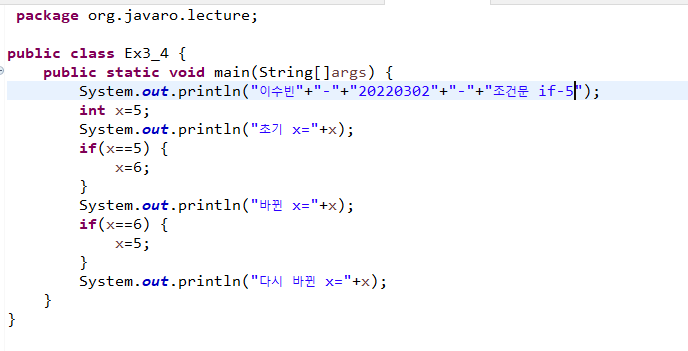 package org.javaro.lecture;
public class Ex3_4 {
public static void main(String[]args) {
System.out.println("이수빈"+"-"+"20220302"+"-"+"조건문 if-5");
int x=5;
System.out.println("초기 x="+x);
if(x==5) {
x=6;
}
System.out.println("바뀐 x="+x);
if(x==6) {
x=5;
}
System.out.println("다시 바뀐 x="+x);
}
}